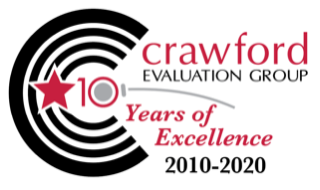 crawford
EVALUATION GROUP
10
Years of
Excellence
2010-2020